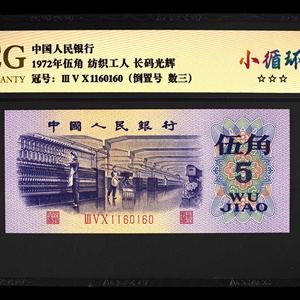 CG
RANTY
中国人民银行
1972年伍角 纺织工人 长码光辉
冠号：ⅢⅤⅩ1160160（倒置号 数三）
小循环
☆☆☆
中国人民银行
伍角
5
WU
JIAO
ⅢⅤⅩ1160160